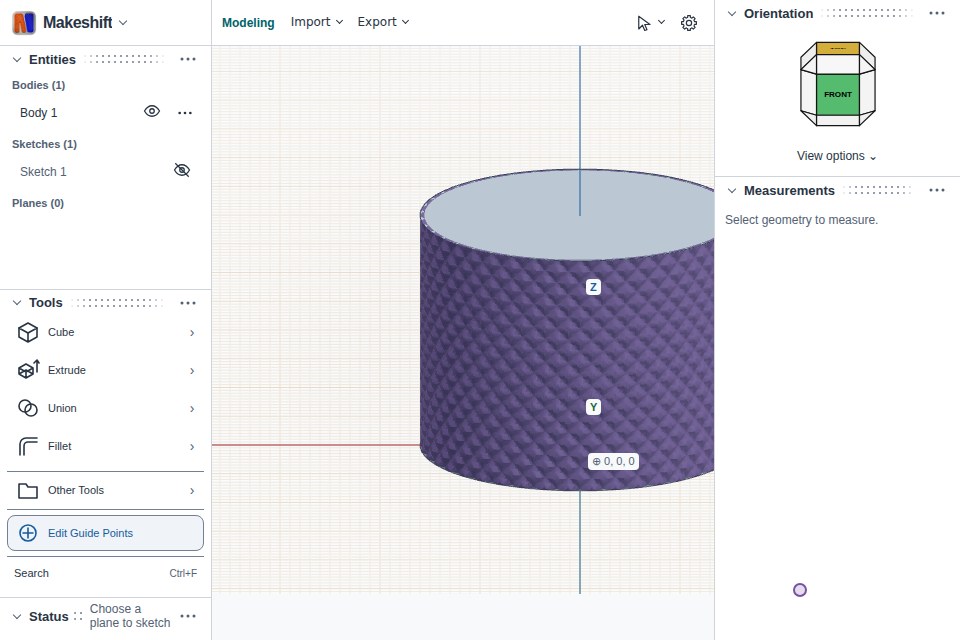 Makeshift
Modeling Import Export
Entities
Bodies (1)
Body 1
Sketches (1)
Sketch 1
Planes (0)
Tools
Cube
Extrude
Union
Fillet
Other Tools
Edit Guide Points
Search Ctrl+F
Status Choose a
plane to sketch
Z
Y
⊕ 0, 0, 0
Orientation
FRONT
View options
Measurements
Select geometry to measure.